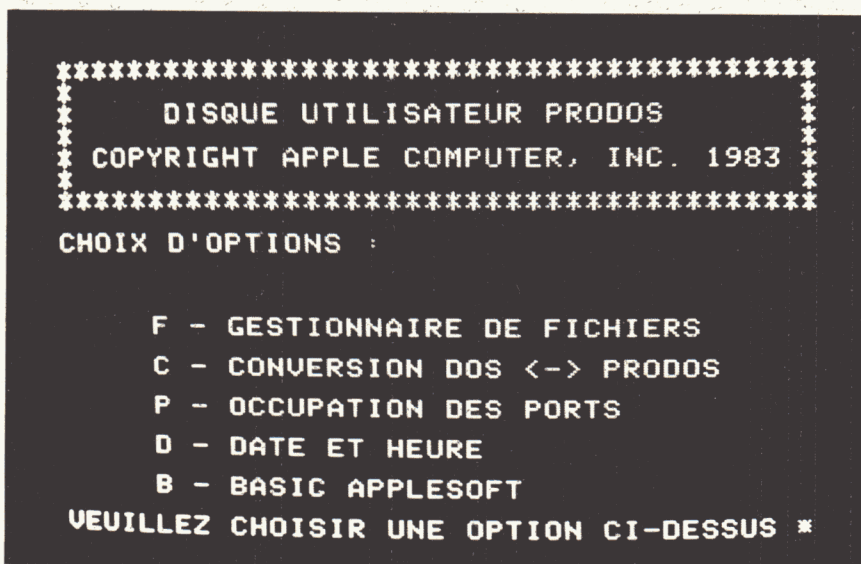 ****************************************
* DISQUE UTILISATEUR PRODOS *
* COPYRIGHT APPLE COMPUTER, INC. 1983 *
****************************************
CHOIX D'OPTIONS :
F - GESTIONNAIRE DE FICHIERS
C - CONVERSION DOS <-> PRODOS
P - OCCUPATION DES PORTS
D - DATE ET HEURE
B - BASIC APPLESOFT
VEUILLEZ CHOISIR UNE OPTION CI-DESSUS *